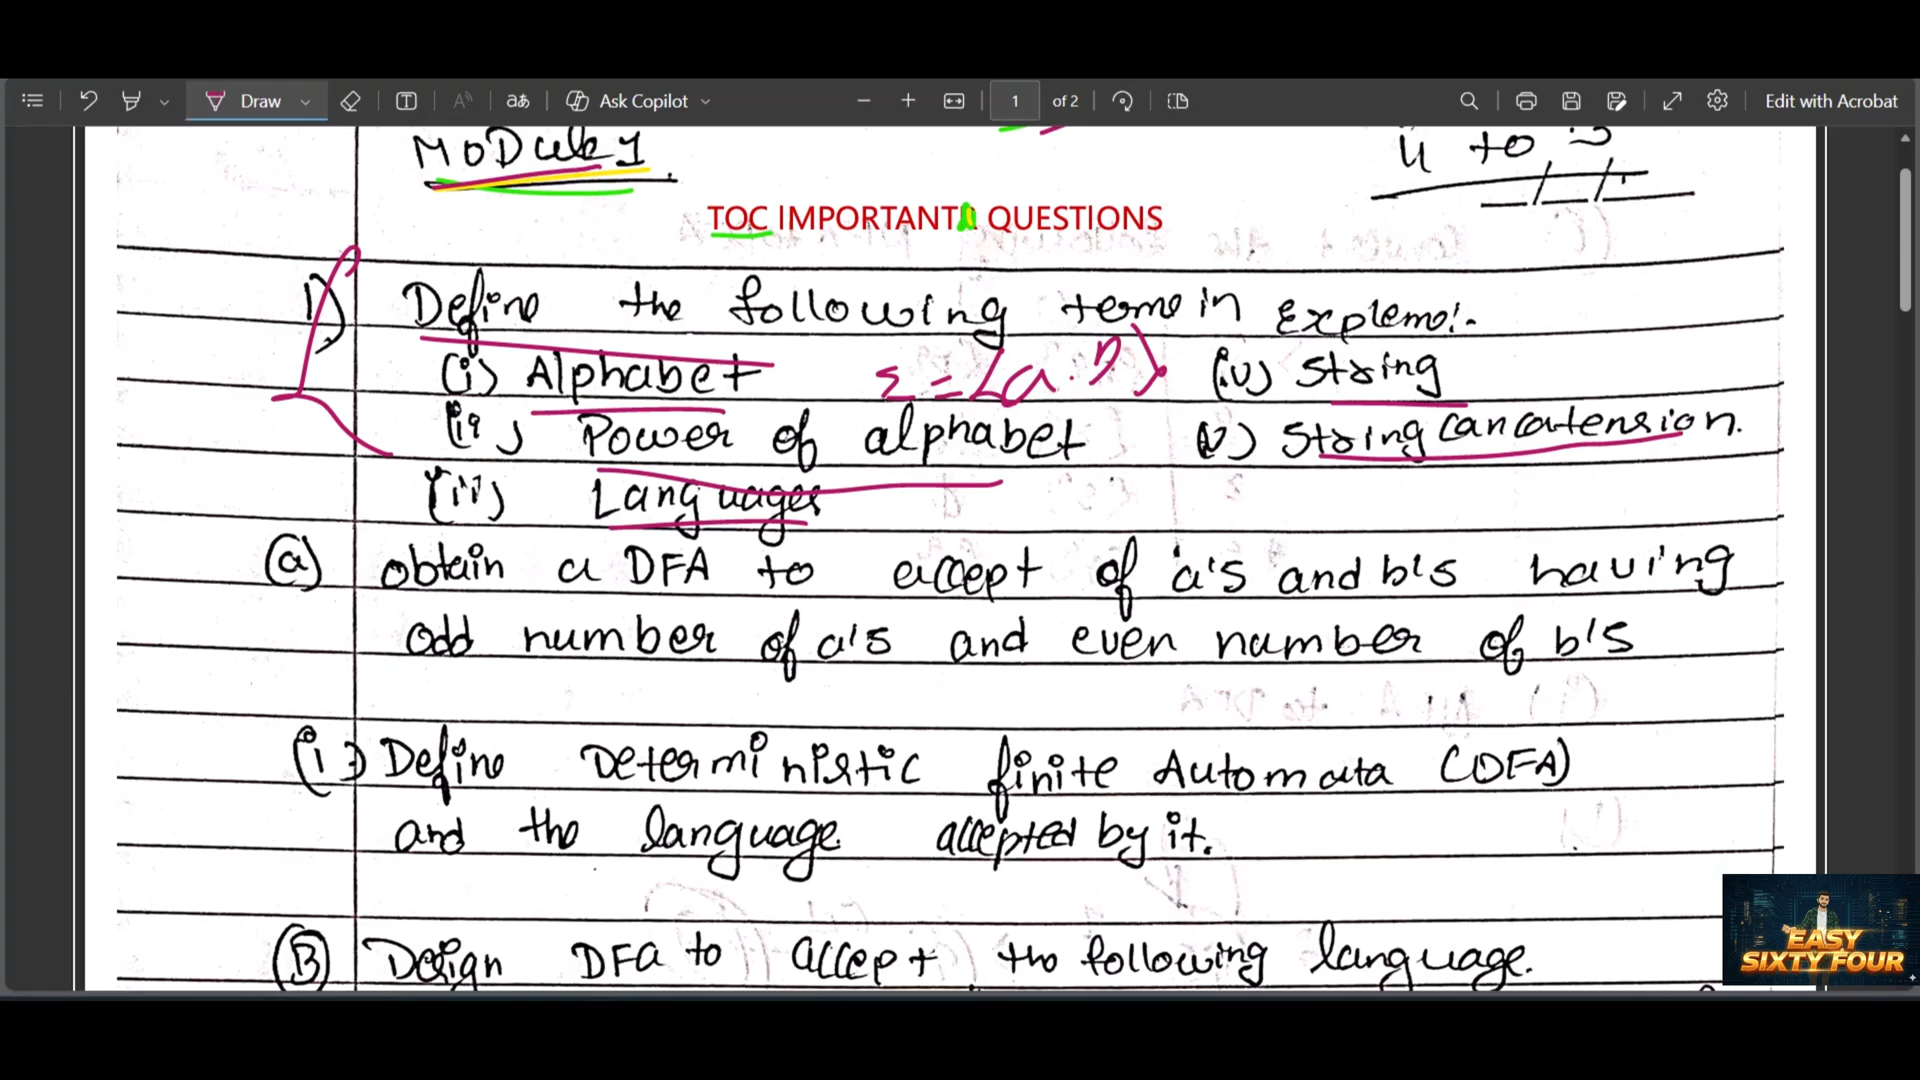 Draw
Ask Copilot
1 of 2
Edit with Acrobat
MODule 1
4 to 5
TOC IMPORTANT QUESTIONS
1) Define the following terms in Explemo:-
(i) Alphabet Σ = {a.b} (iv) String
(ii) Power of alphabet (v) String cancatension.
(iii) Languages
(a) obtain a DFA to accept of a's and b's having
odd number of a's and even number of b's
(i) Define Deterministic finite Automata (DFA)
and the language accepted by it.
(B) Design DFA to accept the following language.
EASY
SIXTY FOUR